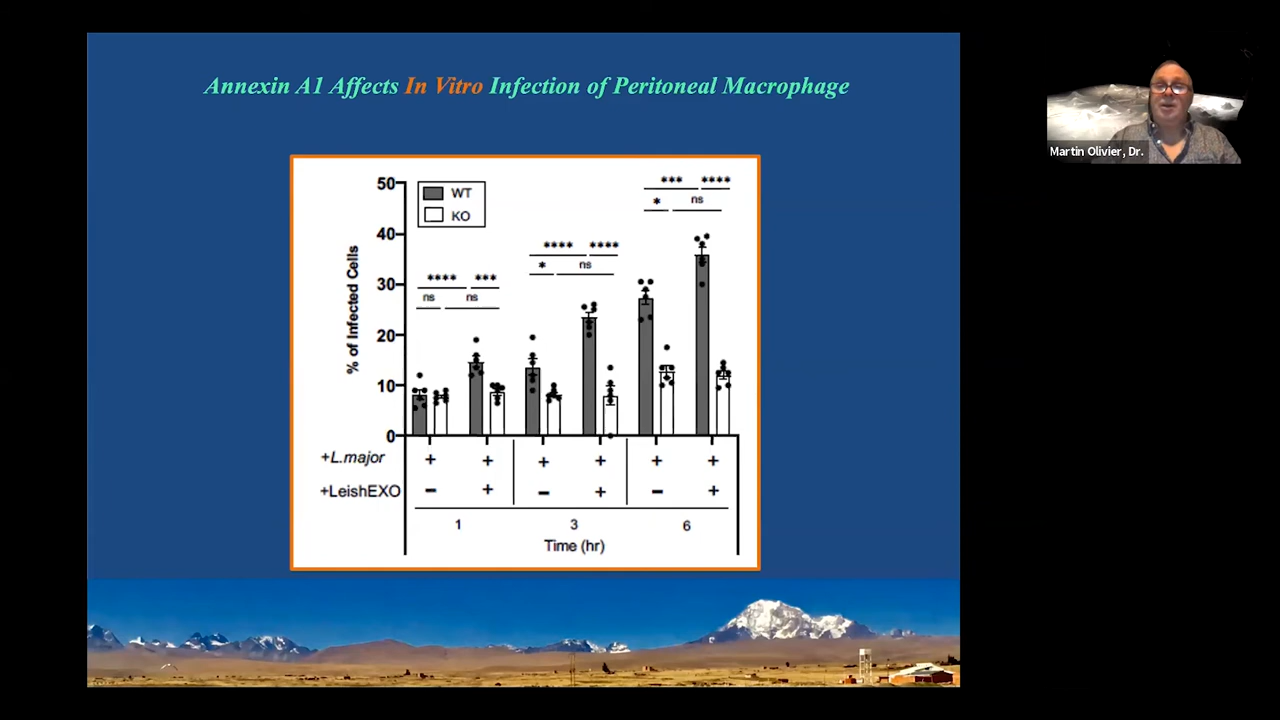 Annexin A1 Affects In Vitro Infection of Peritoneal Macrophage
Martin Olivier, Dr.
50
40
30
20
10
0
% of Infected Cells
WT
KO
**** ***
ns ns
**** ****
* ns
*** ****
* ns
+L.major + + + + + +
+LeishEXO − + − + − +
1 3 6
Time (hr)